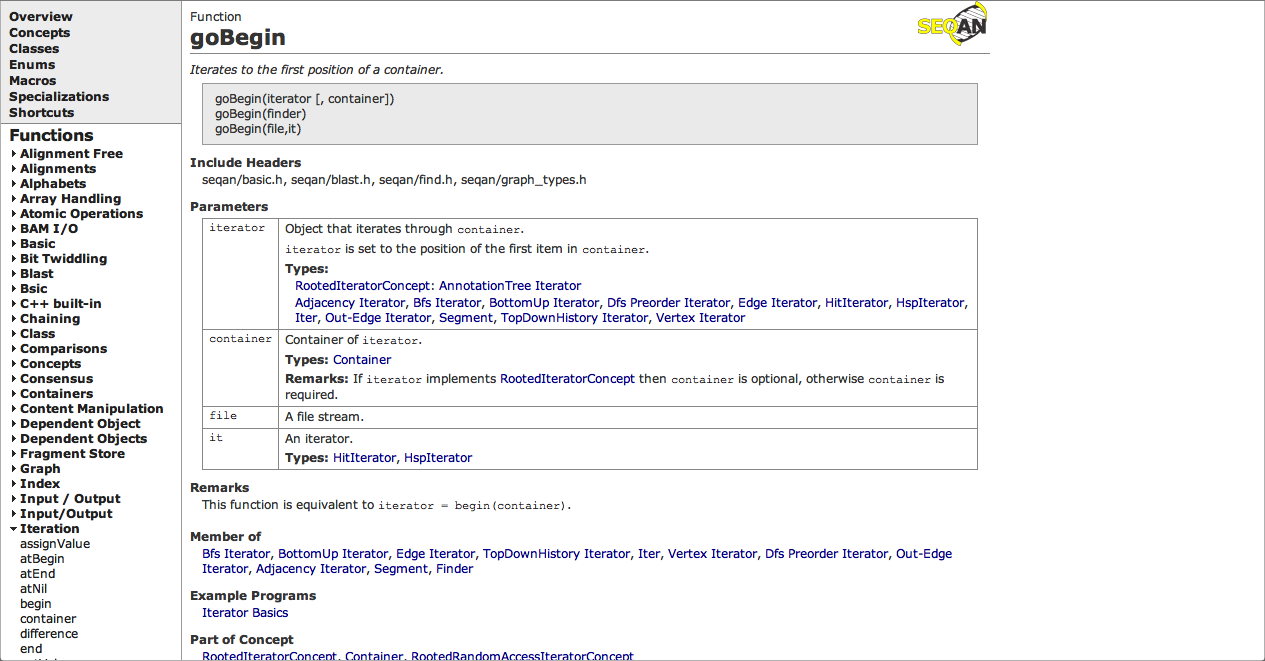 Overview
Concepts
Classes
Enums
Macros
Specializations
Shortcuts
Functions
Alignment Free
Alignments
Alphabets
Array Handling
Atomic Operations
BAM I/O
Basic
Bit Twiddling
Blast
Bsic
C++ built-in
Chaining
Class
Comparisons
Concepts
Consensus
Containers
Content Manipulation
Dependent Object
Dependent Objects
Fragment Store
Graph
Index
Input / Output
Input/Output
Iteration
assignValue
atBegin
atEnd
atNil
begin
container
difference
end
Function
goBegin
SEQAN
Iterates to the first position of a container.
goBegin(iterator [, container])
goBegin(finder)
goBegin(file,it)
Include Headers
seqan/basic.h, seqan/blast.h, seqan/find.h, seqan/graph_types.h
Parameters
iterator
Object that iterates through container.
iterator is set to the position of the first item in container.
Types:
RootedIteratorConcept: AnnotationTree Iterator
Adjacency Iterator, Bfs Iterator, BottomUp Iterator, Dfs Preorder Iterator, Edge Iterator, HitIterator, HspIterator,
Iter, Out-Edge Iterator, Segment, TopDownHistory Iterator, Vertex Iterator
container
Container of iterator.
Types: Container
Remarks: If iterator implements RootedIteratorConcept then container is optional, otherwise container is
required.
file
A file stream.
it
An iterator.
Types: HitIterator, HspIterator
Remarks
This function is equivalent to iterator = begin(container).
Member of
Bfs Iterator, BottomUp Iterator, Edge Iterator, TopDownHistory Iterator, Iter, Vertex Iterator, Dfs Preorder Iterator, Out-Edge
Iterator, Adjacency Iterator, Segment, Finder
Example Programs
Iterator Basics
Part of Concept
RootedIteratorConcept, Container, RootedRandomAccessIteratorConcept